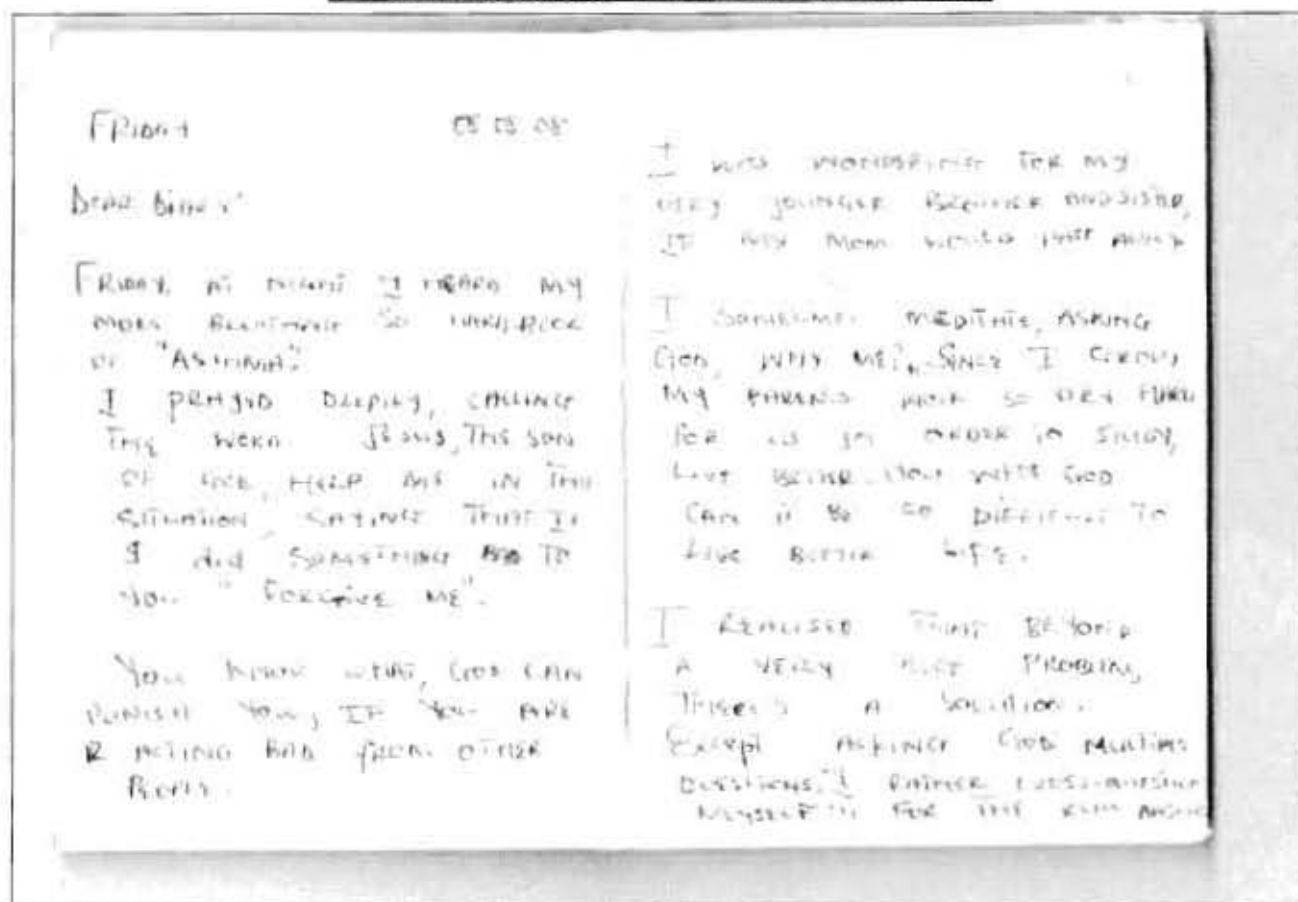 FRIDAY
DEAR DIARY
FRIDAY, AT NIGHT I HEARD MY
MOM BREATHING SO HARD,
OF "ASTHMA".
I PRAYED DEEPLY, CALLING
THE WORD JESUS, THE SON
OF GOD, HELP ME IN THIS
SITUATION, SAYING THAT IF
I did SOMETHING BAD TO
YOU "FORGIVE ME".
YOU KNOW WHAT, GOD CAN
PUNISH YOU, IF YOU ARE
R ACTING BAD from OTHER
I WAS WONDERING FOR MY
VERY YOUNGER BROTHER AND SISTER,
IF MY MOM WOULD PASS AWAY
I SOMETIMES MEDITATE, ASKING
GOD, WHY ME?, SINCE I
MY PARENTS WORK SO VERY HARD
FOR US IN ORDER TO STUDY,
LIVE BETTER. GOD
CAN it BE SO DIFFICULT TO
LIVE BETTER LIFE.
I REALISED THAT BEYOND
A VERY PROBLEM,
THERE'S A SOLUTION.
Except ASKING GOD
QUESTIONS, I RATHER
MYSELF FOR THE